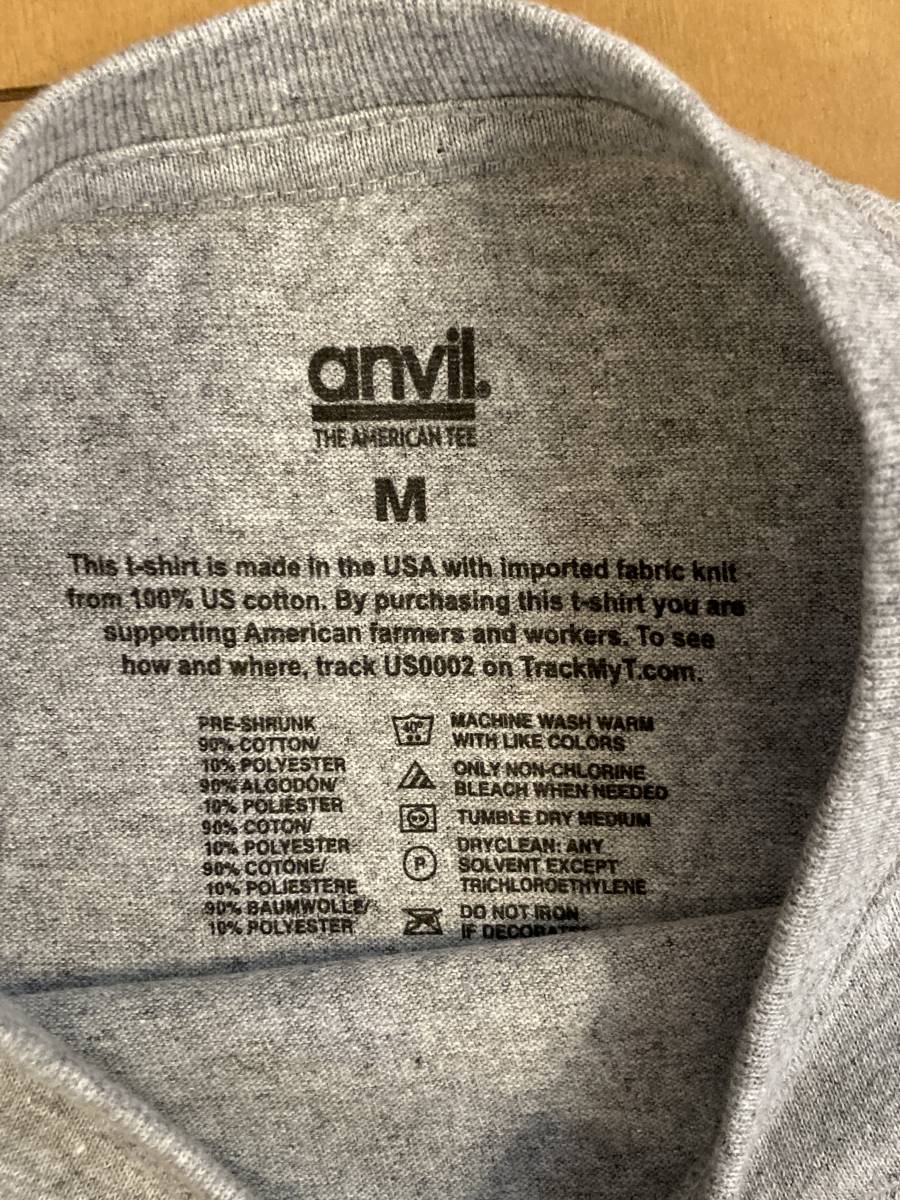 anvil.
THE AMERICAN TEE
M
This t-shirt is made in the USA with imported fabric knit
from 100% US cotton. By purchasing this t-shirt you are
supporting American farmers and workers. To see
how and where, track US0002 on TrackMyT.com.
PRE-SHRUNK
90% COTTON/
10% POLYESTER
90% ALGODÓN/
10% POLIÉSTER
90% COTON/
10% POLYESTER
90% COTONE/
10% POLIESTERE
90% BAUMWOLLE/
10% POLYESTER
40°
MACHINE WASH WARM
WITH LIKE COLORS
ONLY NON-CHLORINE
BLEACH WHEN NEEDED
TUMBLE DRY MEDIUM
P
DRYCLEAN: ANY
SOLVENT EXCEPT
TRICHLOROETHYLENE
DO NOT IRON
IF